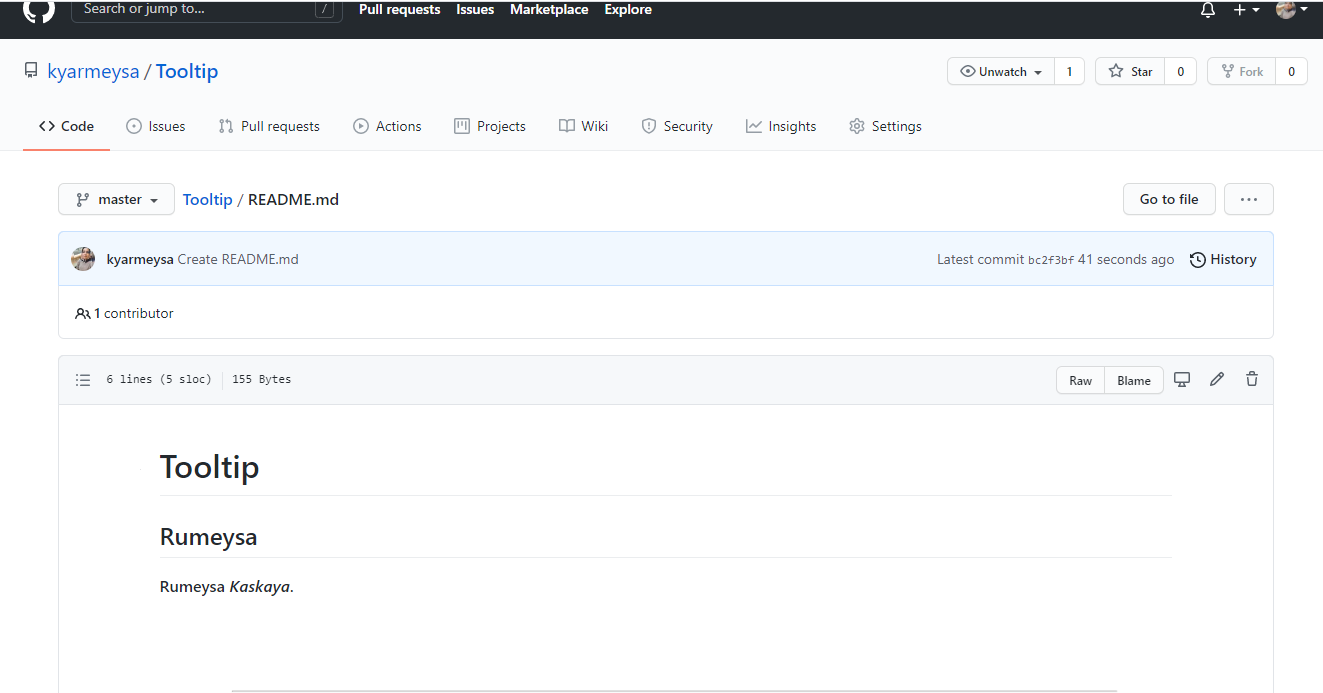 Search or jump to... /
Pull requests Issues Marketplace Explore
kyarmeysa / Tooltip
Unwatch 1 Star 0 Fork 0
Code Issues Pull requests Actions Projects Wiki Security Insights Settings
master Tooltip / README.md Go to file ...
kyarmeysa Create README.md Latest commit bc2f3bf 41 seconds ago History
1 contributor
6 lines (5 sloc) 155 Bytes Raw Blame
Tooltip
Rumeysa
Rumeysa Kaskaya.